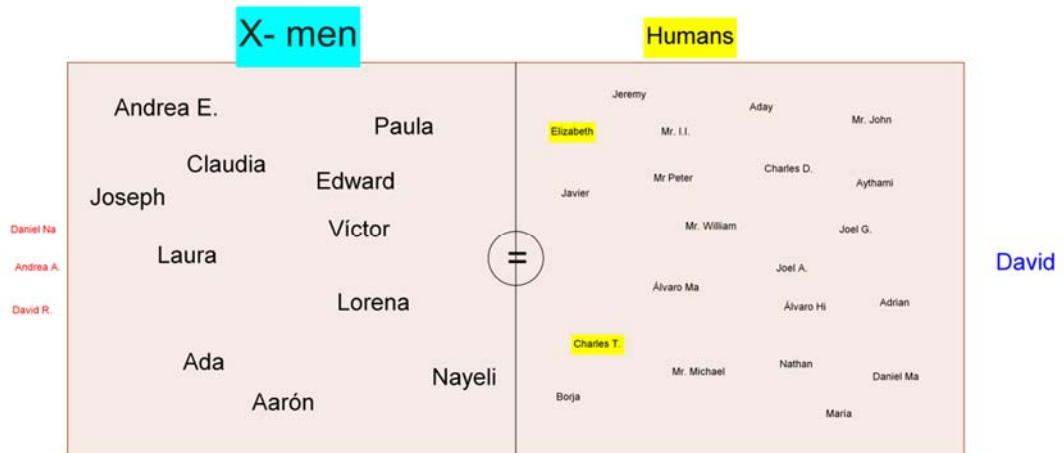 X- men
Humans
Andrea E.
Paula
Claudia
Edward
Joseph
Víctor
Laura
Lorena
Ada
Nayeli
Aarón
Daniel Na
Andrea A.
David R.
=
Jeremy
Aday
Mr. John
Elizabeth
Mr. I.I.
Charles D.
Mr Peter
Aythami
Javier
Mr. William
Joel G.
Joel A.
Álvaro Ma
Álvaro Hi
Adrian
Charles T.
Nathan
Mr. Michael
Daniel Ma
Borja
María
David